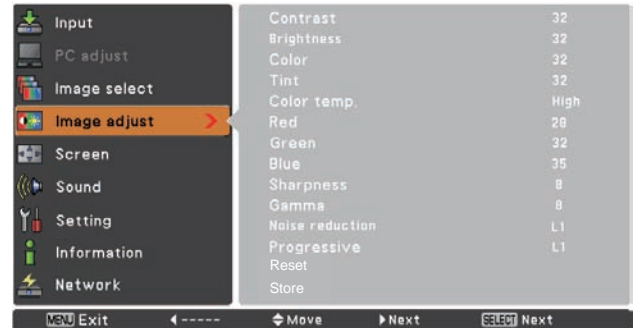 Input
PC adjust
Image select
Image adjust
Screen
Sound
Setting
Information
Network
Contrast 32
Brightness 32
Color 32
Tint 32
Color temp. High
Red 28
Green 32
Blue 35
Sharpness 8
Gamma 8
Noise reduction L1
Progressive L1
Reset
Store
MENU Exit ----- Move Next SELECT Next